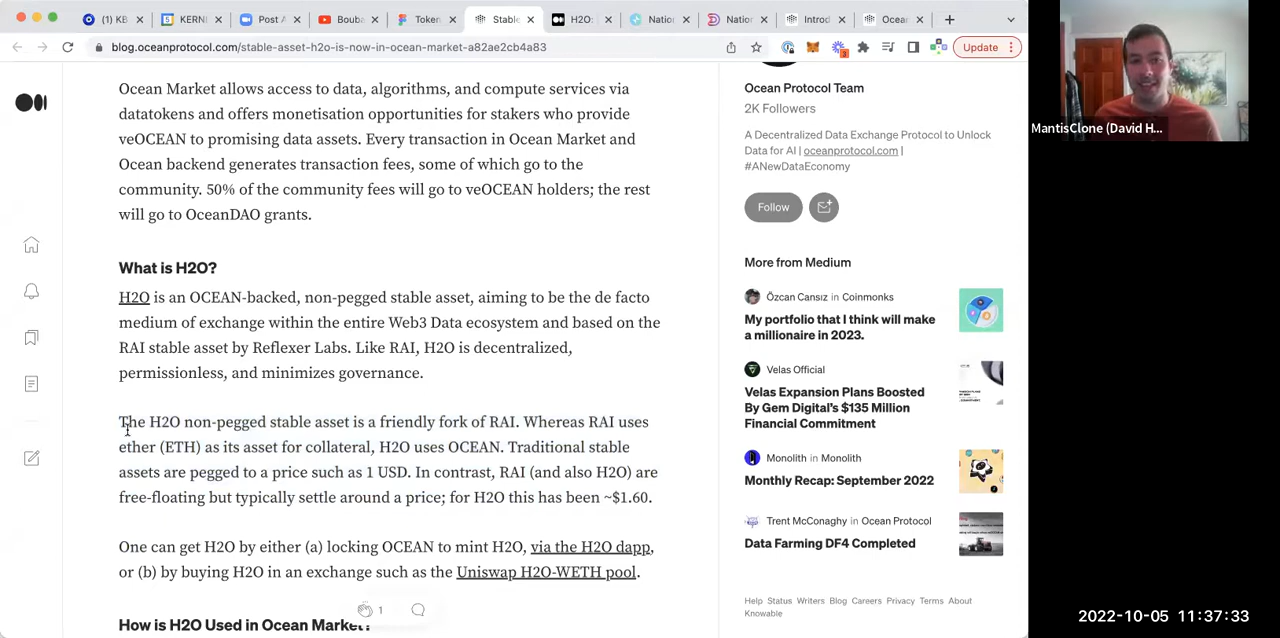 (1) KB
KERNE
Post A
Bouba
Token
Stable
H2O:
Nation
Nation
Introd
Ocean
blog.oceanprotocol.com/stable-asset-h2o-is-now-in-ocean-market-a82ae2cb4a83
3
Update
Ocean Market allows access to data, algorithms, and compute services via
datatokens and offers monetisation opportunities for stakers who provide
veOCEAN to promising data assets. Every transaction in Ocean Market and
Ocean backend generates transaction fees, some of which go to the
community. 50% of the community fees will go to veOCEAN holders; the rest
will go to OceanDAO grants.
What is H2O?
H2O is an OCEAN-backed, non-pegged stable asset, aiming to be the de facto
medium of exchange within the entire Web3 Data ecosystem and based on the
RAI stable asset by Reflexer Labs. Like RAI, H2O is decentralized,
permissionless, and minimizes governance.
The H2O non-pegged stable asset is a friendly fork of RAI. Whereas RAI uses
ether (ETH) as its asset for collateral, H2O uses OCEAN. Traditional stable
assets are pegged to a price such as 1 USD. In contrast, RAI (and also H2O) are
free-floating but typically settle around a price; for H2O this has been ~$1.60.
One can get H2O by either (a) locking OCEAN to mint H2O, via the H2O dapp,
or (b) by buying H2O in an exchange such as the Uniswap H2O-WETH pool.
1
How is H2O Used in Ocean Market?
Ocean Protocol Team
2K Followers
A Decentralized Data Exchange Protocol to Unlock
Data for AI | oceanprotocol.com |
#ANewDataEconomy
Follow
More from Medium
Özcan Cansız in Coinmonks
My portfolio that I think will make
a millionaire in 2023.
Velas Official
Velas Expansion Plans Boosted
By Gem Digital's $135 Million
Financial Commitment
Monolith in Monolith
Monthly Recap: September 2022
Trent McConaghy in Ocean Protocol
Data Farming DF4 Completed
Help Status Writers Blog Careers Privacy Terms About
Knowable
MantisClone (David H...
2022-10-05 11:37:33